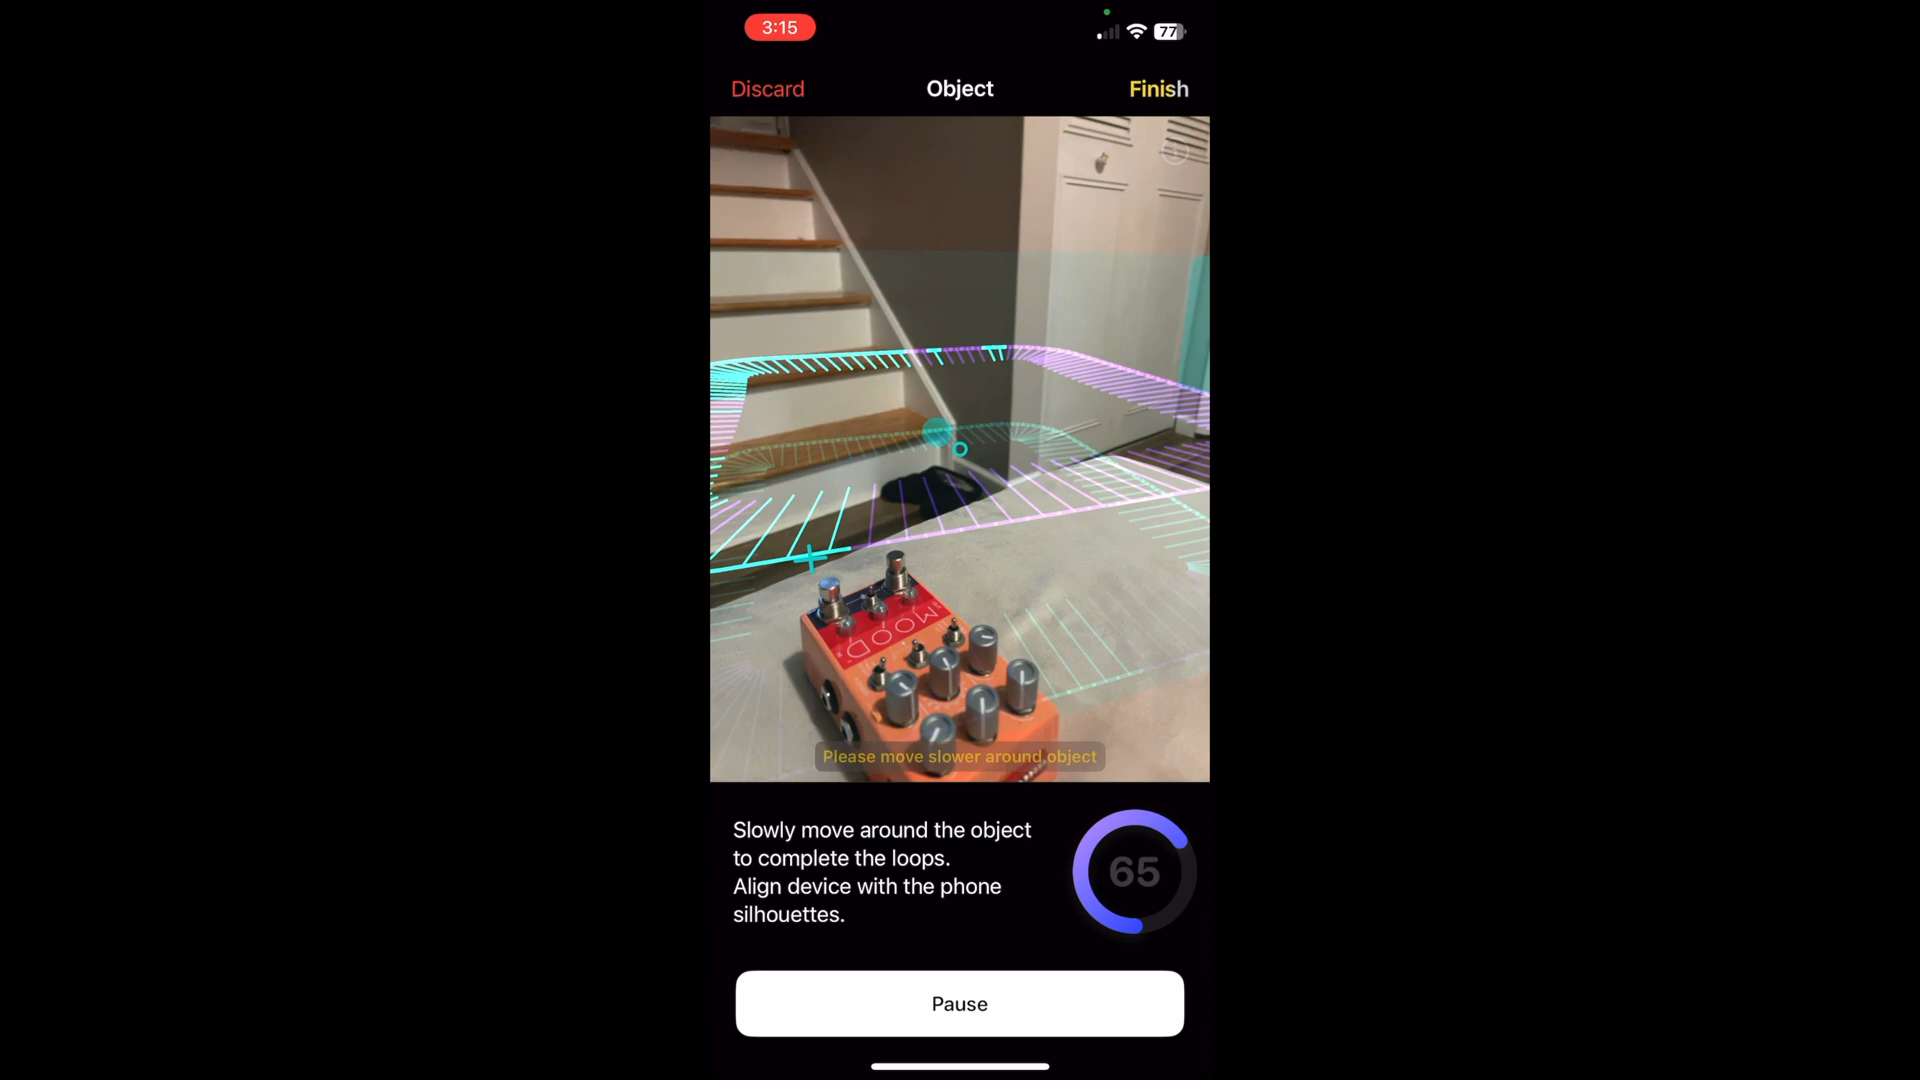 3:15
77
Discard
Object
Finish
MOOD
Please move slower around object
Slowly move around the object
to complete the loops.
Align device with the phone
silhouettes.
65
Pause